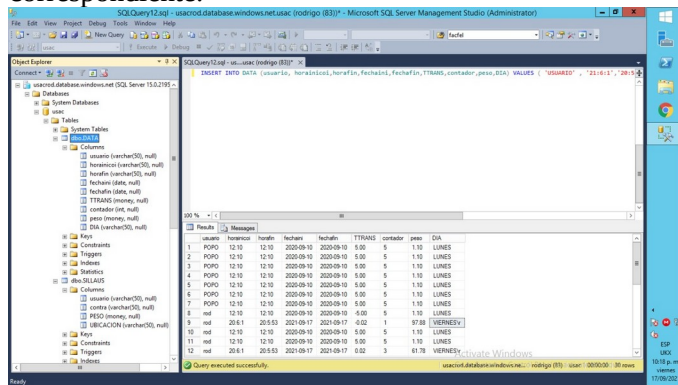 correspondiente.
SQLQuery12.sql - usacrod.database.windows.net.usac (rodrigo (83))* - Microsoft SQL Server Management Studio (Administrator)
File Edit View Project Debug Tools Window Help
New Query
facfel
usac
Execute
Debug
Object Explorer
SQLQuery12.sql - us....usac (rodrigo (83))*
Connect
INSERT INTO DATA (usuario, horainicoi,horafin,fechaini,fechafin,TTRANS,contador,peso,DIA) VALUES ( 'USUARIO' , '21:6:1','20:5
usacrod.database.windows.net (SQL Server 15.0.2195
Databases
System Databases
usac
Tables
System Tables
dbo.DATA
Columns
usuario (varchar(50), null)
horainicoi (varchar(50), null)
horafin (varchar(50), null)
fechaini (date, null)
fechafin (date, null)
TTRANS (money, null)
contador (int, null)
peso (money, null)
DIA (varchar(50), null)
Keys
Constraints
Triggers
Indexes
Statistics
dbo.SILLAUS
Columns
usuario (varchar(50), null)
contra (varchar(50), null)
PESO (money, null)
UBICACION (varchar(50), null)
Keys
Constraints
Triggers
Indexes
100 %
Results Messages
usuario horainicoi horafin fechaini fechafin TTRANS contador peso DIA
1 POPO 12:10 12:10 2020-09-10 2020-09-10 5.00 5 1.10 LUNES
2 POPO 12:10 12:10 2020-09-10 2020-09-10 5.00 5 1.10 LUNES
3 POPO 12:10 12:10 2020-09-10 2020-09-10 5.00 5 1.10 LUNES
4 POPO 12:10 12:10 2020-09-10 2020-09-10 5.00 5 1.10 LUNES
5 POPO 12:10 12:10 2020-09-10 2020-09-10 5.00 5 1.10 LUNES
6 POPO 12:10 12:10 2020-09-10 2020-09-10 5.00 5 1.10 LUNES
7 POPO 12:10 12:10 2020-09-10 2020-09-10 5.00 5 1.10 LUNES
8 rod 12:10 12:10 2020-09-10 2020-09-10 -5.00 5 1.10 LUNES
9 rod 20:6:1 20:5:53 2021-09-17 2021-09-17 -0.02 1 97.88 VIERNES\r
10 rod 12:10 12:10 2020-09-10 2020-09-10 5.00 5 1.10 LUNES
11 rod 12:10 12:10 2020-09-10 2020-09-10 5.00 5 1.10 LUNES
12 rod 20:6:1 20:5:53 2021-09-17 2021-09-17 0.02 3 61.78 VIERNES\r
Activate Windows
Query executed successfully.
usacrod.database.windows.ne... rodrigo (83) usac 00:00:00 30 rows
Ready
ESP
LKX
10:18 p. m.
viernes
17/09/202